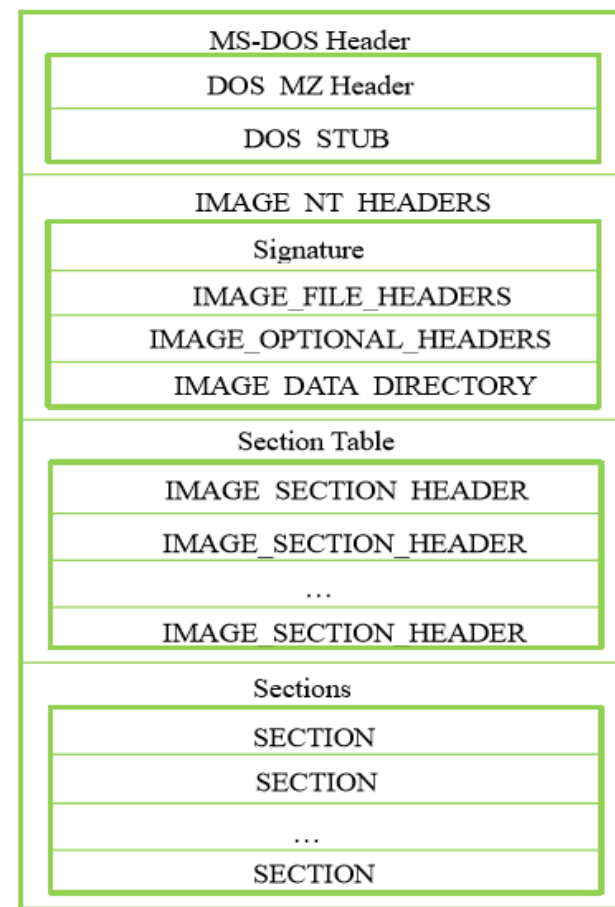 MS-DOS Header
DOS MZ Header
DOS STUB
IMAGE NT HEADERS
Signature
IMAGE_FILE_HEADERS
IMAGE_OPTIONAL_HEADERS
IMAGE DATA DIRECTORY
Section Table
IMAGE SECTION HEADER
IMAGE_SECTION_HEADER
...
IMAGE_SECTION_HEADER
Sections
SECTION
SECTION
...
SECTION